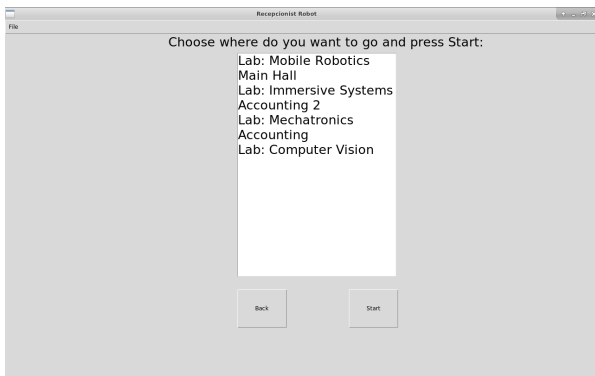 Recepcionist Robot
File
Choose where do you want to go and press Start:
Lab: Mobile Robotics
Main Hall
Lab: Immersive Systems
Accounting 2
Lab: Mechatronics
Accounting
Lab: Computer Vision
Back Start